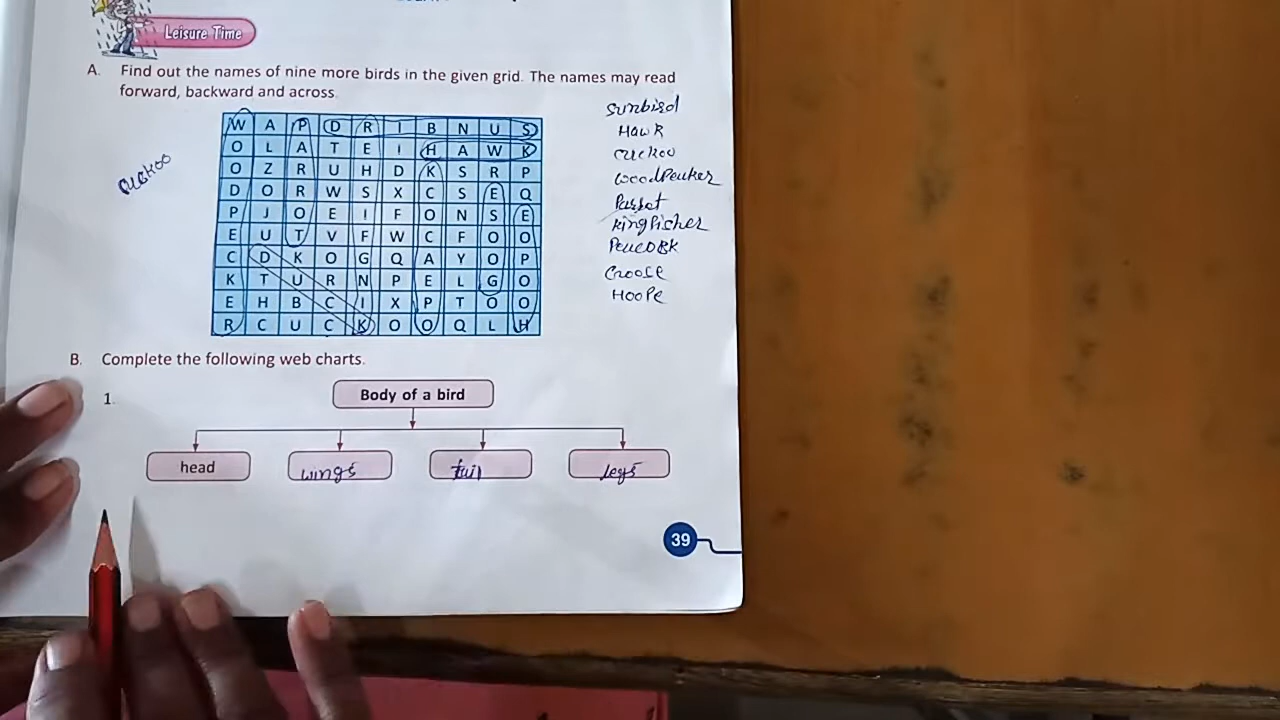 Leisure Time
A. Find out the names of nine more birds in the given grid. The names may read
forward, backward and across.
W A P D R I B N U S
O L A T E I H A W K
O Z R U H D K S R P
D O R W S X C S E Q
P J O E I F O N S E
E U T V F W C F O O
C D K O G Q A Y O P
K T U R N P E L G O
E H B C I X P T O O
R C U C K O O Q L H
cuckoo
Sunbird
Hawk
cuckoo
woodPeuker
Parrot
kingFisher
Peucock
Goose
HooPe
B. Complete the following web charts.
1.
Body of a bird
head
wings
tail
legs
39